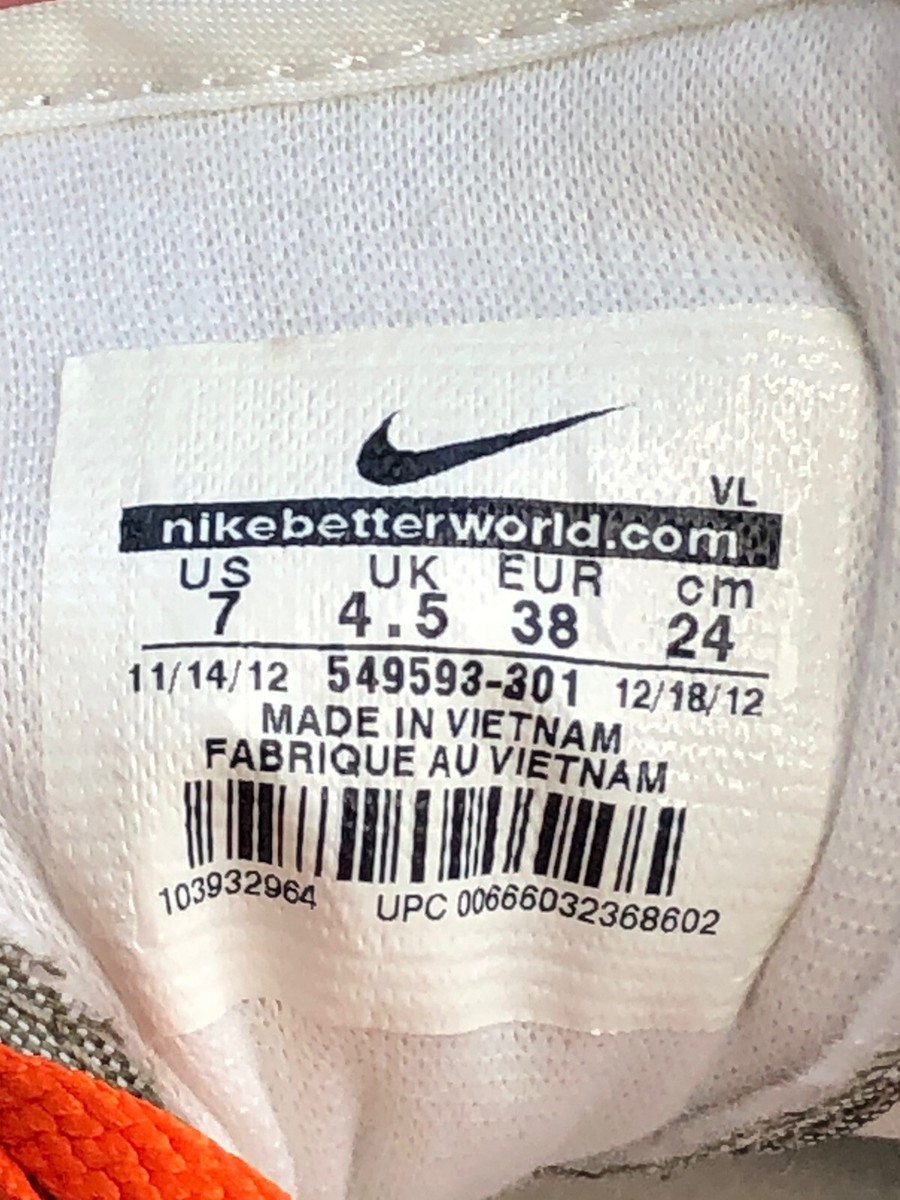 VL
nikebetterworld.com
US UK EUR cm
7 4.5 38 24
11/14/12 549593-301 12/18/12
MADE IN VIETNAM
FABRIQUE AU VIETNAM
103932964 UPC 00666032368602